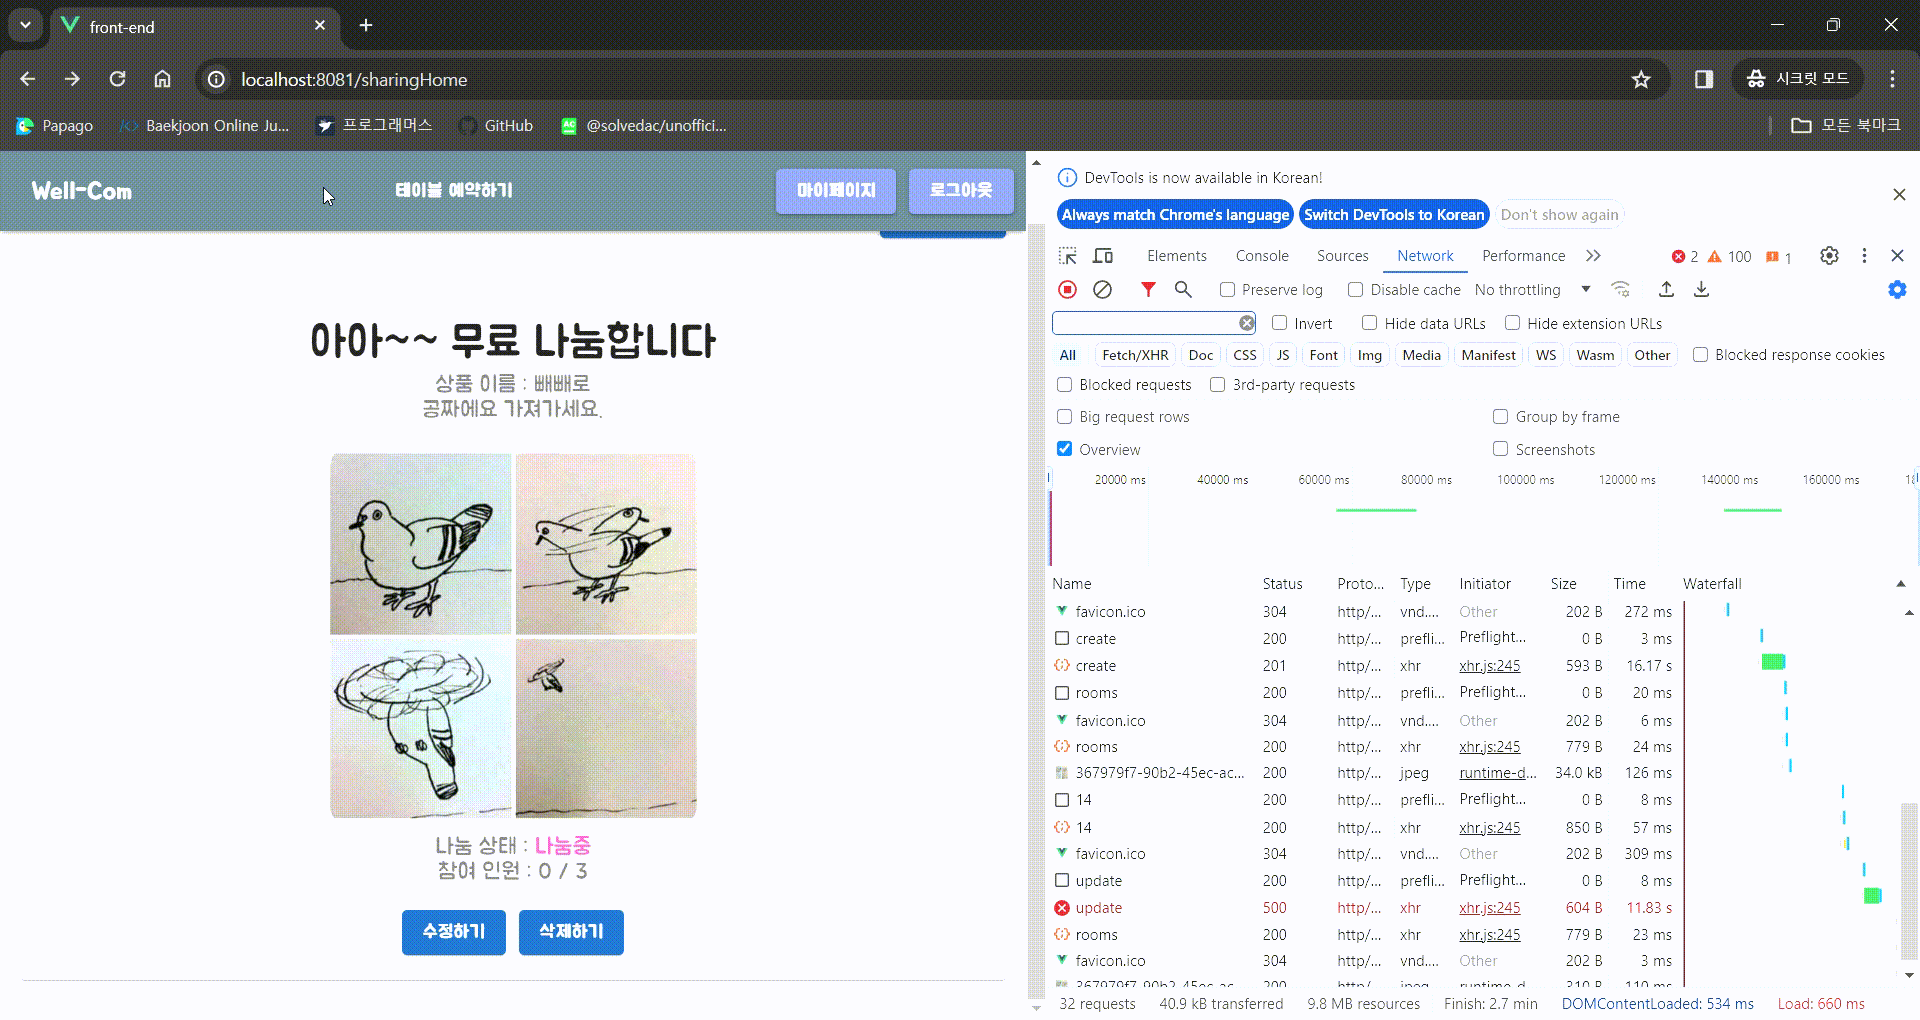 front-end
localhost:8081/sharingHome
시크릿 모드
Papago
Baekjoon Online Ju...
프로그래머스
GitHub
@solvedac/unoffici...
모든 북마크
Well-Com
테이블 예약하기
마이페이지
로그아웃
아아~~ 무료 나눔합니다
상품 이름 : 빼빼로
공짜에요 가져가세요.
나눔 상태 : 나눔중
참여 인원 : 0 / 3
수정하기
삭제하기
DevTools is now available in Korean!
Always match Chrome's language
Switch DevTools to Korean
Don't show again
Elements Console Sources Network Performance 2 100 1
Preserve log Disable cache No throttling
Invert Hide data URLs Hide extension URLs
All Fetch/XHR Doc CSS JS Font Img Media Manifest WS Wasm Other Blocked response cookies
Blocked requests 3rd-party requests
Big request rows Group by frame
Overview Screenshots
20000 ms 40000 ms 60000 ms 80000 ms 100000 ms 120000 ms 140000 ms 160000 ms
Name Status Proto... Type Initiator Size Time Waterfall
favicon.ico 304 http/... vnd.... Other 202 B 272 ms
create 200 http/... prefli... Preflight... 0 B 3 ms
create 201 http/... xhr xhr.js:245 593 B 16.17 s
rooms 200 http/... prefli... Preflight... 0 B 20 ms
favicon.ico 304 http/... vnd.... Other 202 B 6 ms
rooms 200 http/... xhr xhr.js:245 779 B 24 ms
367979f7-90b2-45ec-ac... 200 http/... jpeg runtime-d... 34.0 kB 126 ms
14 200 http/... prefli... Preflight... 0 B 8 ms
14 200 http/... xhr xhr.js:245 850 B 57 ms
favicon.ico 304 http/... vnd.... Other 202 B 309 ms
update 200 http/... prefli... Preflight... 0 B 8 ms
update 500 http/... xhr xhr.js:245 604 B 11.83 s
rooms 200 http/... xhr xhr.js:245 779 B 23 ms
favicon.ico 304 http/... vnd.... Other 202 B 3 ms
367979f7-90b2-45ec-ac... 200 http/... jpeg runtime-d... 310 B 110 ms
32 requests 40.9 kB transferred 9.8 MB resources Finish: 2.7 min DOMContentLoaded: 534 ms Load: 660 ms